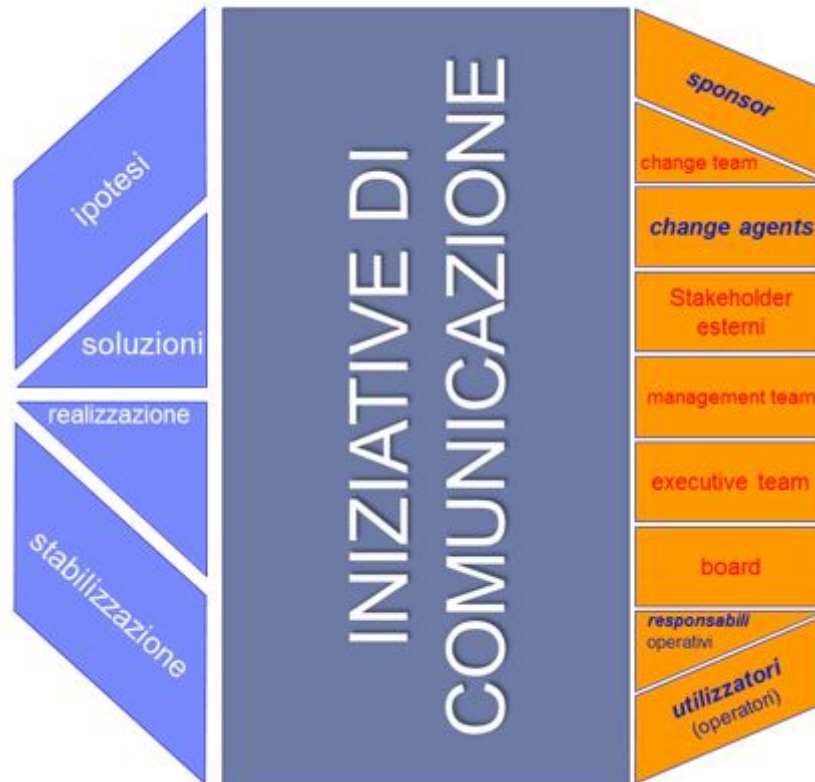 ipotesi
soluzioni
realizzazione
stabilizzazione
INIZIATIVE DI
COMUNICAZIONE
sponsor
change team
change agents
Stakeholder
esterni
management team
executive team
board
responsabili
operativi
utilizzatori
(operatori)